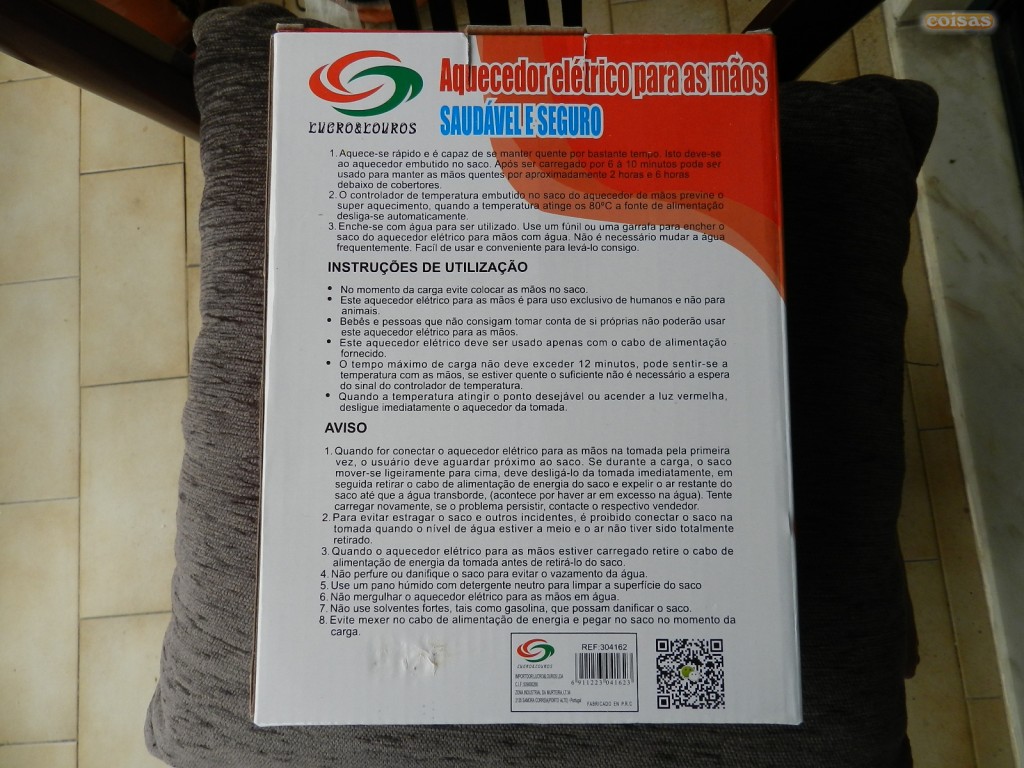 coisas
LUCRO&LOUROS
Aquecedor elétrico para as mãos
SAUDÁVEL E SEGURO
1. Aquece-se rápido e é capaz de se manter quente por bastante tempo. Isto deve-se
ao aquecedor embutido no saco. Após ser carregado por 6 à 10 minutos pode ser
usado para manter as mãos quentes por aproximadamente 2 horas e 6 horas
debaixo de cobertores.
2. O controlador de temperatura embutido no saco do aquecedor de mãos previne o
super aquecimento, quando a temperatura atinge os 80ºC a fonte de alimentação
desliga-se automaticamente.
3. Enche-se com água para ser utilizado. Use um fúnil ou uma garrafa para encher o
saco do aquecedor elétrico para mãos com água. Não é necessário mudar a água
frequentemente. Facíl de usar e conveniente para levá-lo consigo.
INSTRUÇÕES DE UTILIZAÇÃO
• No momento da carga evite colocar as mãos no saco.
• Este aquecedor elétrico para as mãos é para uso exclusivo de humanos e não para
animais.
• Bebês e pessoas que não consigam tomar conta de si próprias não poderão usar
este aquecedor elétrico para as mãos.
• Este aquecedor elétrico deve ser usado apenas com o cabo de alimentação
fornecido.
• O tempo máximo de carga não deve exceder 12 minutos, pode sentir-se a
temperatura com as mãos, se estiver quente o suficiente não é necessário a espera
do sinal do controlador de temperatura.
• Quando a temperatura atingir o ponto desejável ou acender a luz vermelha,
desligue imediatamente o aquecedor da tomada.
AVISO
1. Quando for conectar o aquecedor elétrico para as mãos na tomada pela primeira
vez, o usuário deve aguardar próximo ao saco. Se durante a carga, o saco
mover-se ligeiramente para cima, deve desligá-lo da tomada imediatamente, em
seguida retirar o cabo de alimentação de energia do saco e expelir o ar restante do
saco até que a água transborde, (acontece por haver ar em excesso na água). Tente
carregar novamente, se o problema persistir, contacte o respectivo vendedor.
2. Para evitar estragar o saco e outros incidentes, é proibido conectar o saco na
tomada quando o nível de água estiver a meio e o ar não tiver sido totalmente
retirado.
3. Quando o aquecedor elétrico para as mãos estiver carregado retire o cabo de
alimentação de energia da tomada antes de retirá-lo do saco.
4. Não perfure ou danifique o saco para evitar o vazamento da água.
5. Use um pano húmido com detergente neutro para limpar a superfície do saco
6. Não mergulhar o aquecedor elétrico para as mãos em água.
7. Não use solventes fortes, tais como gasolina, que possam danificar o saco.
8. Evite mexer no cabo de alimentação de energia e pegar no saco no momento da
carga.
LUCRO&LOUROS
REF:304162
6 911223 041623
FABRICADO EM P.R.C